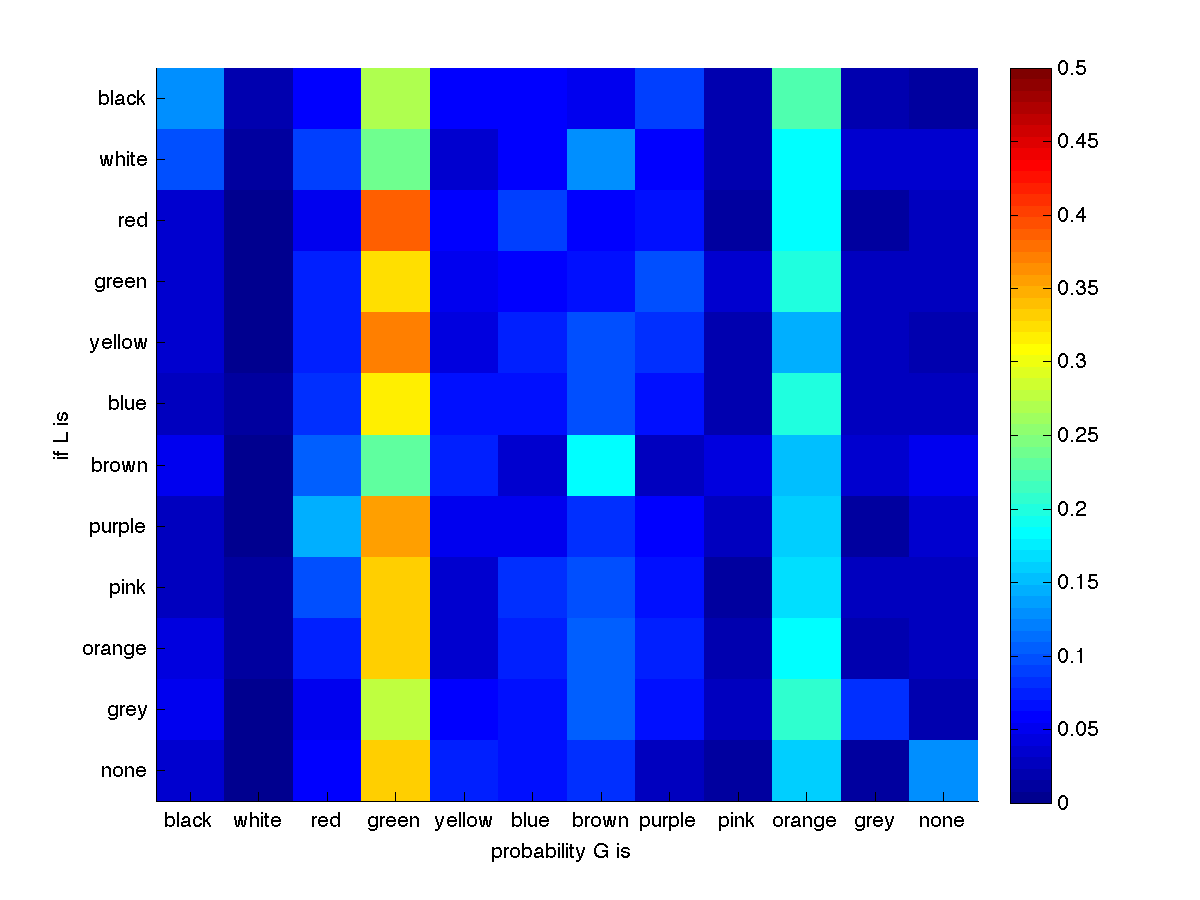 black
white
red
green
yellow
blue
brown
purple
pink
orange
grey
none
if L is
black white red green yellow blue brown purple pink orange grey none
probability G is
0.5
0.45
0.4
0.35
0.3
0.25
0.2
0.15
0.1
0.05
0